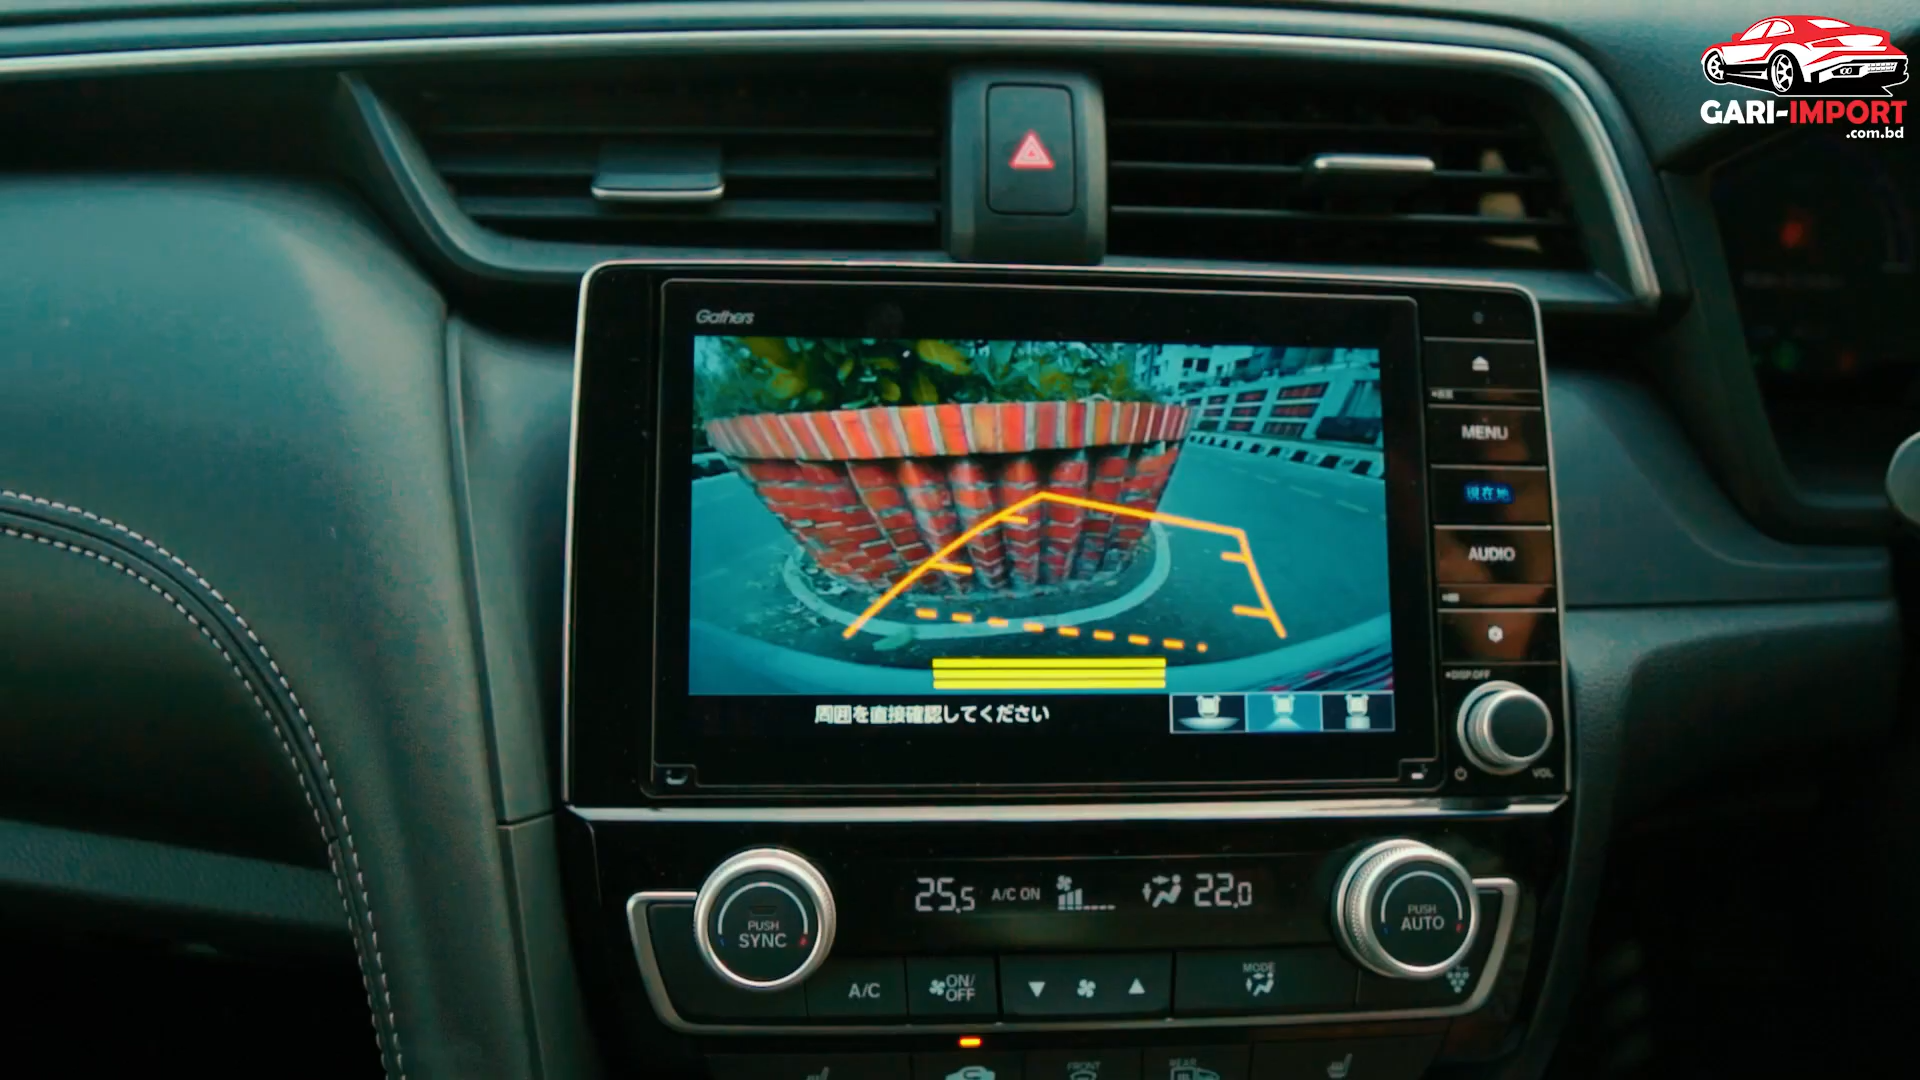 GARI-IMPORT
.com.bd
Gathers
MENU
現在地
AUDIO
DISP.OFF
周囲を直接確認してください
VOL
25.5 A/C ON 22.0
PUSH
SYNC
PUSH
AUTO
A/C
ON/
OFF
MODE
FRONT
REAR